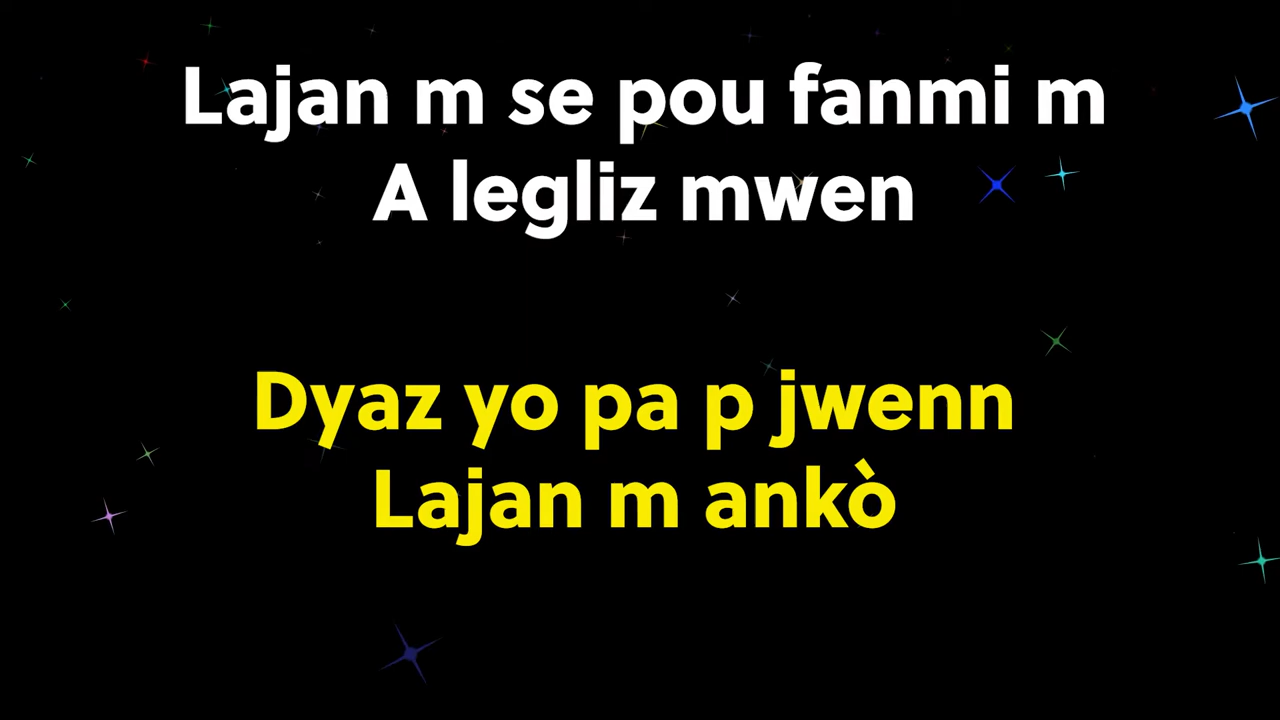 Lajan m se pou fanmi m
A legliz mwen
Dyaz yo pa p jwenn
Lajan m ankò